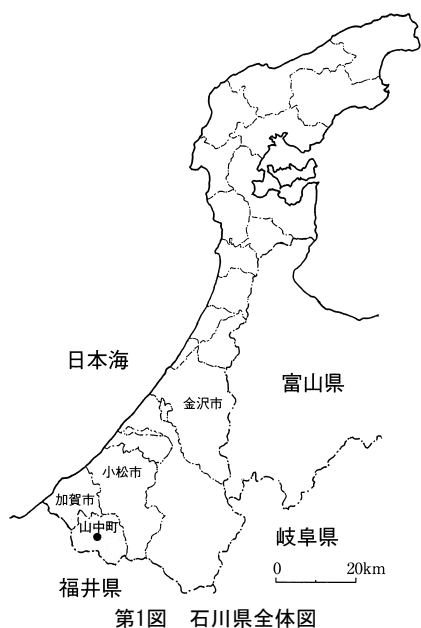 日本海
富山県
金沢市
小松市
加賀市
山中町
岐阜県
福井県
0 20km
第1図 石川県全体図